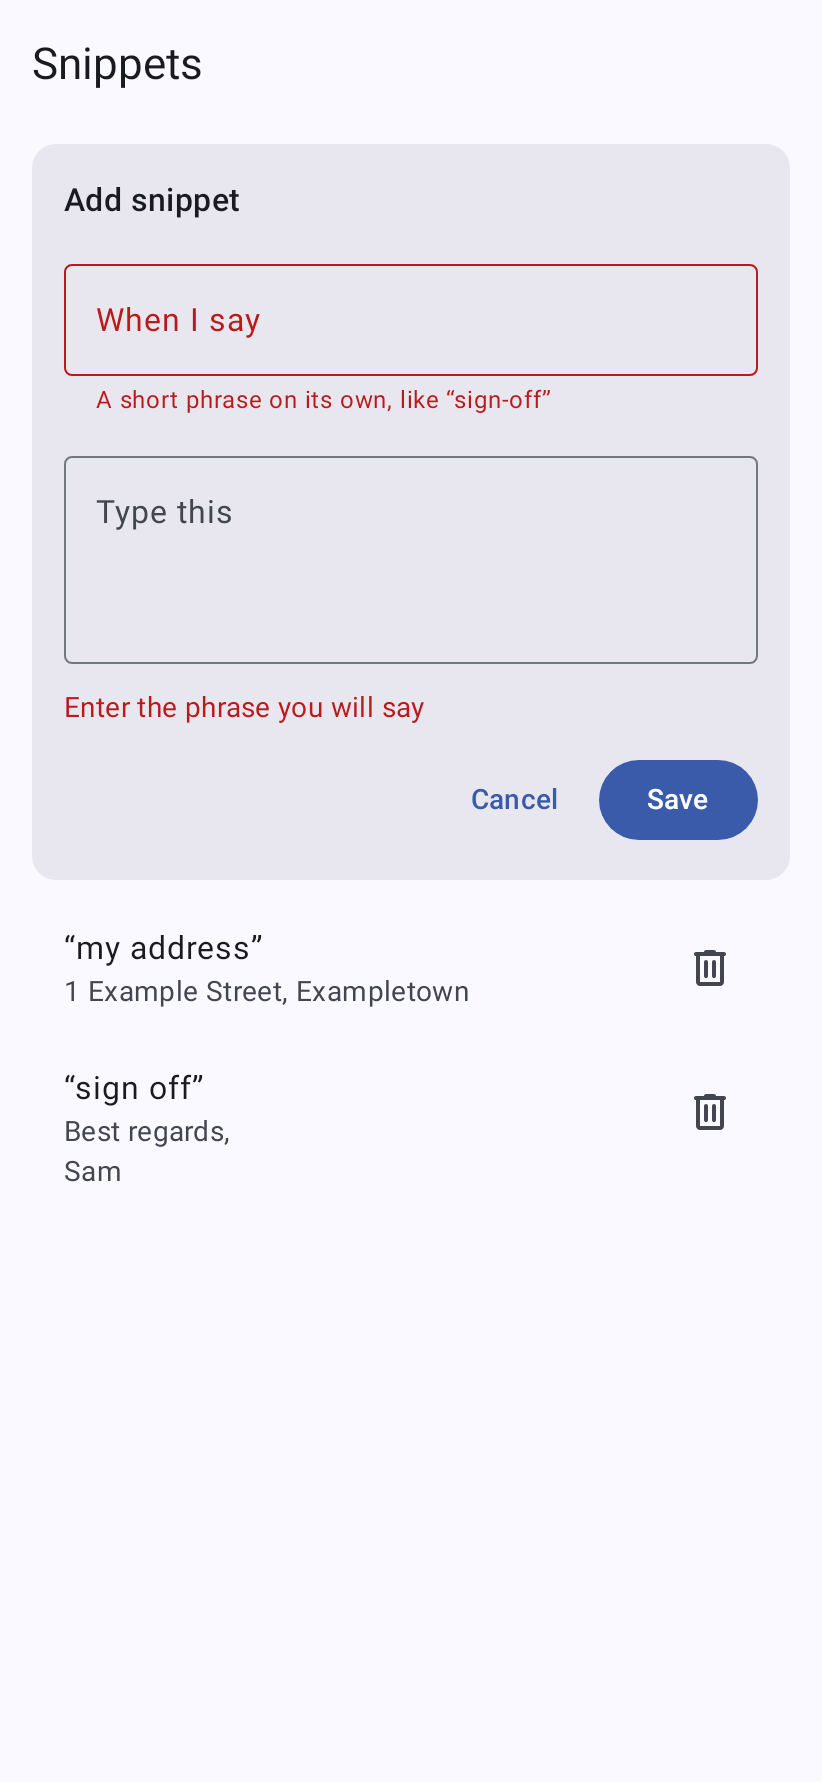 Snippets
Add snippet
When I say
A short phrase on its own, like “sign-off”
Type this
Enter the phrase you will say
Cancel
Save
“my address”
1 Example Street, Exampletown
“sign off”
Best regards,
Sam